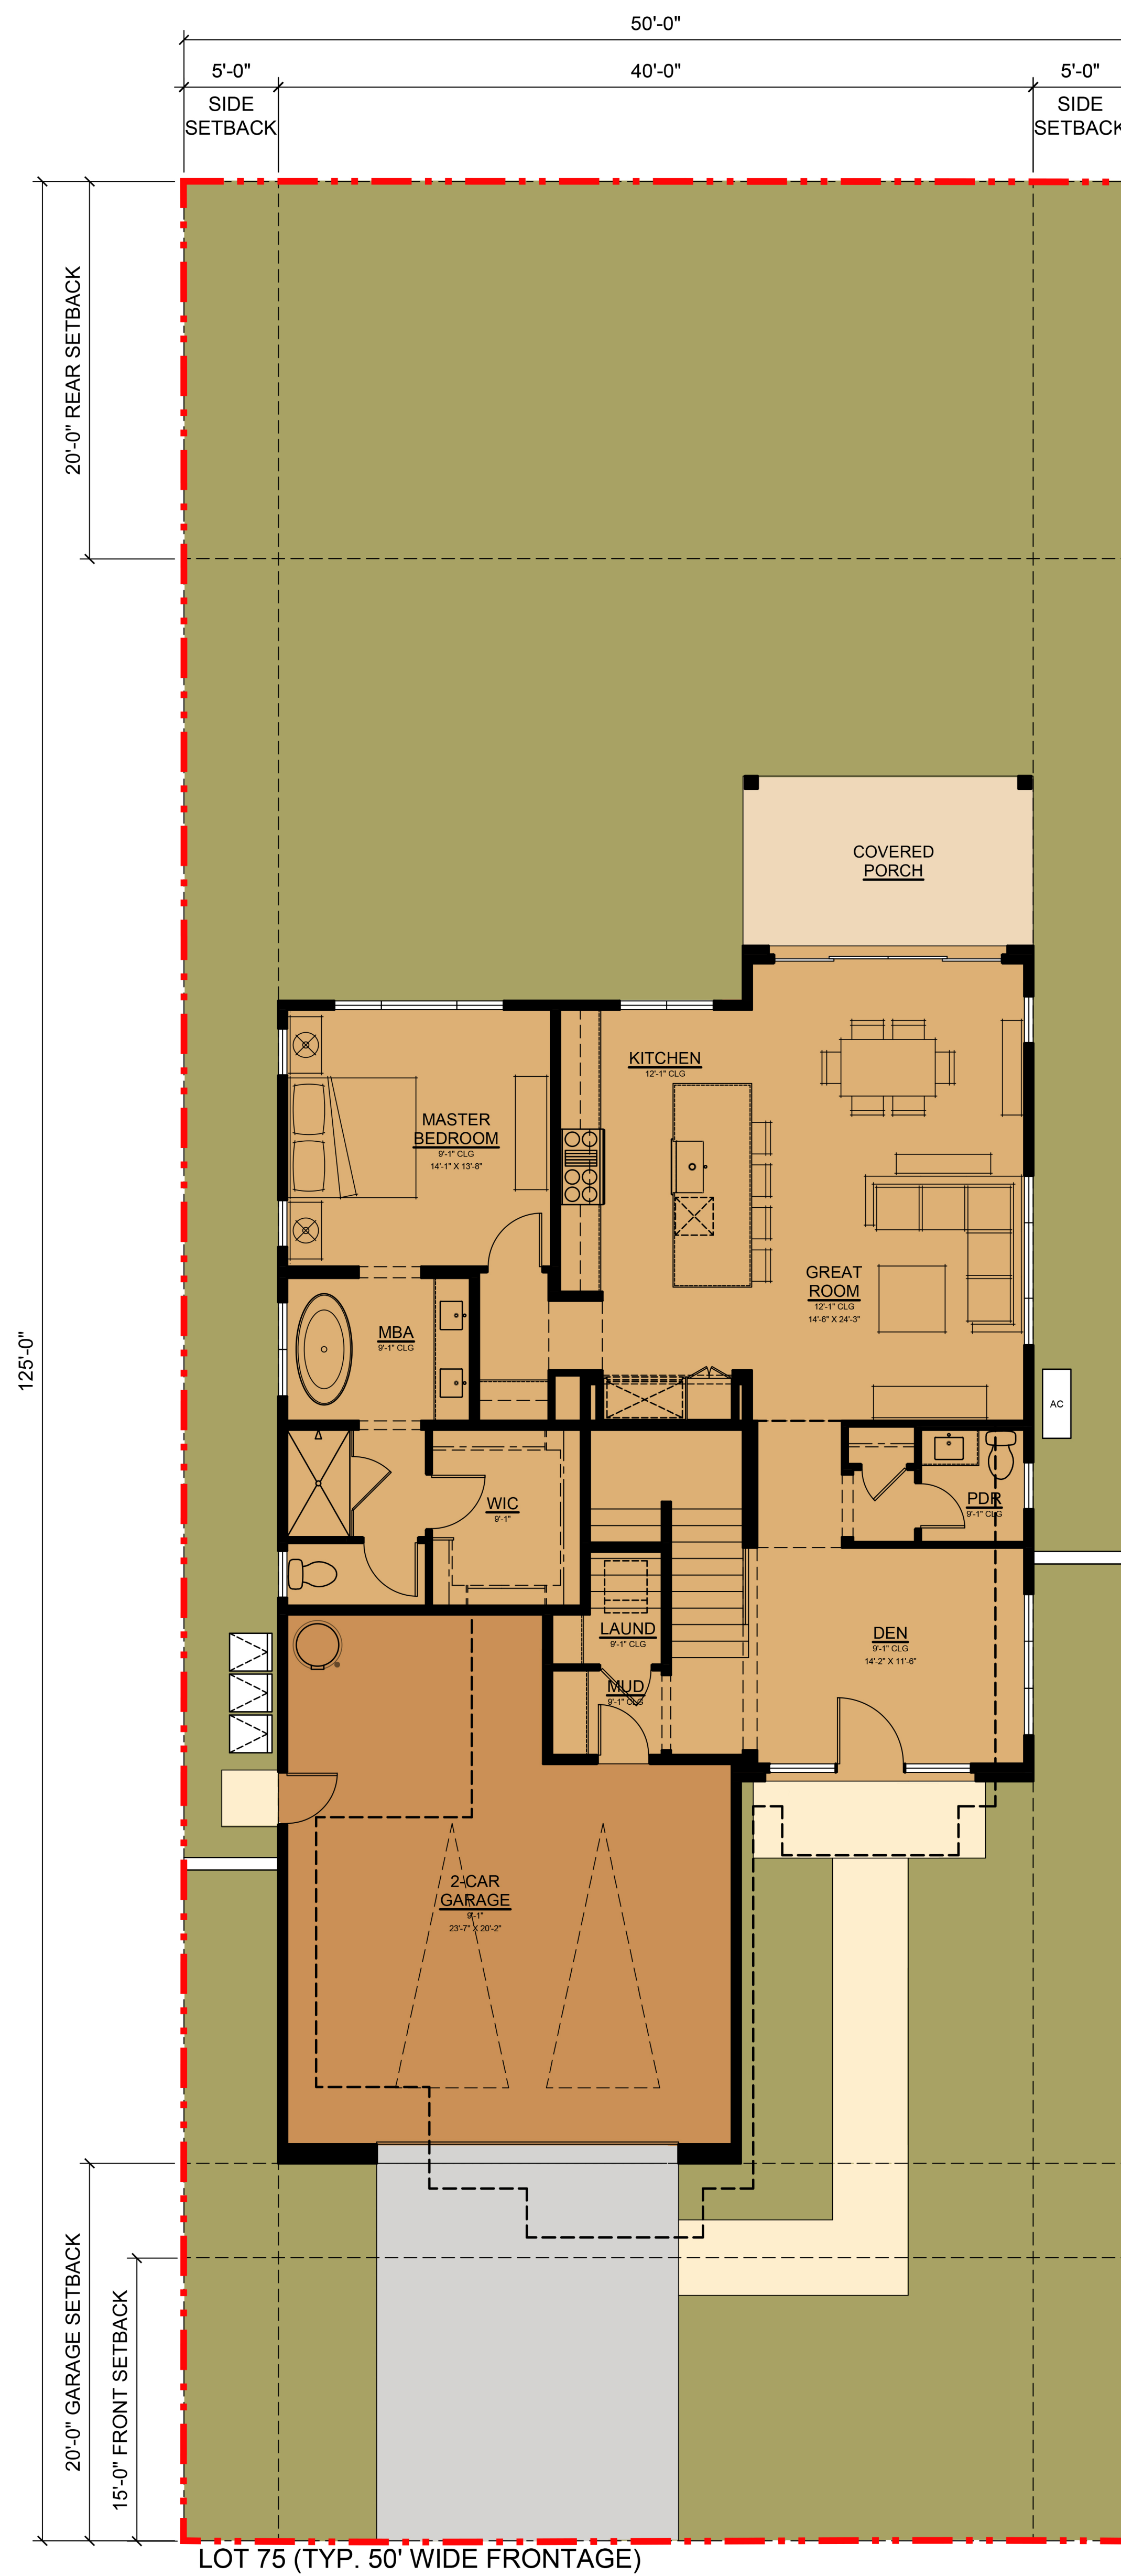 50'-0"
5'-0"
40'-0"
5'-0"
SIDE
SETBACK
SIDE
SETBACK
20'-0" REAR SETBACK
125'-0"
COVERED
PORCH
KITCHEN
12'-1" CLG
MASTER
BEDROOM
9'-1" CLG
14'-1" X 13'-8"
GREAT
ROOM
12'-1" CLG
14'-6" X 24'-3"
MBA
9'-1" CLG
AC
WIC
9'-1"
PDR
9'-1" CLG
LAUND
9'-1" CLG
DEN
9'-1" CLG
14'-2" X 11'-6"
MUD
9'-1" CLG
2-CAR
GARAGE
9'-1"
23'-7" X 20'-2"
20'-0" GARAGE SETBACK
15'-0" FRONT SETBACK
LOT 75 (TYP. 50' WIDE FRONTAGE)